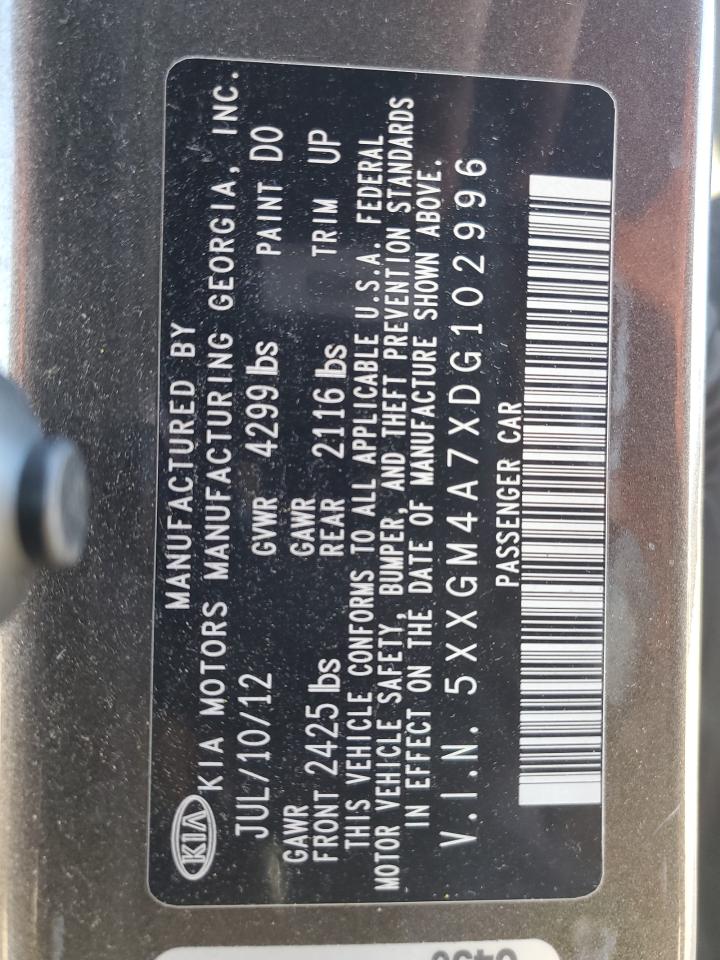 MANUFACTURED BY
KIA KIA MOTORS MANUFACTURING GEORGIA, INC.
JUL/10/12 GVWR 4299 lbs PAINT DO
GAWR GAWR
FRONT 2425 lbs REAR 2116 lbs TRIM UP
THIS VEHICLE CONFORMS TO ALL APPLICABLE U.S.A. FEDERAL
MOTOR VEHICLE SAFETY, BUMPER, AND THEFT PREVENTION STANDARDS
IN EFFECT ON THE DATE OF MANUFACTURE SHOWN ABOVE.
V.I.N. 5XXGM4A7XDG102996
PASSENGER CAR